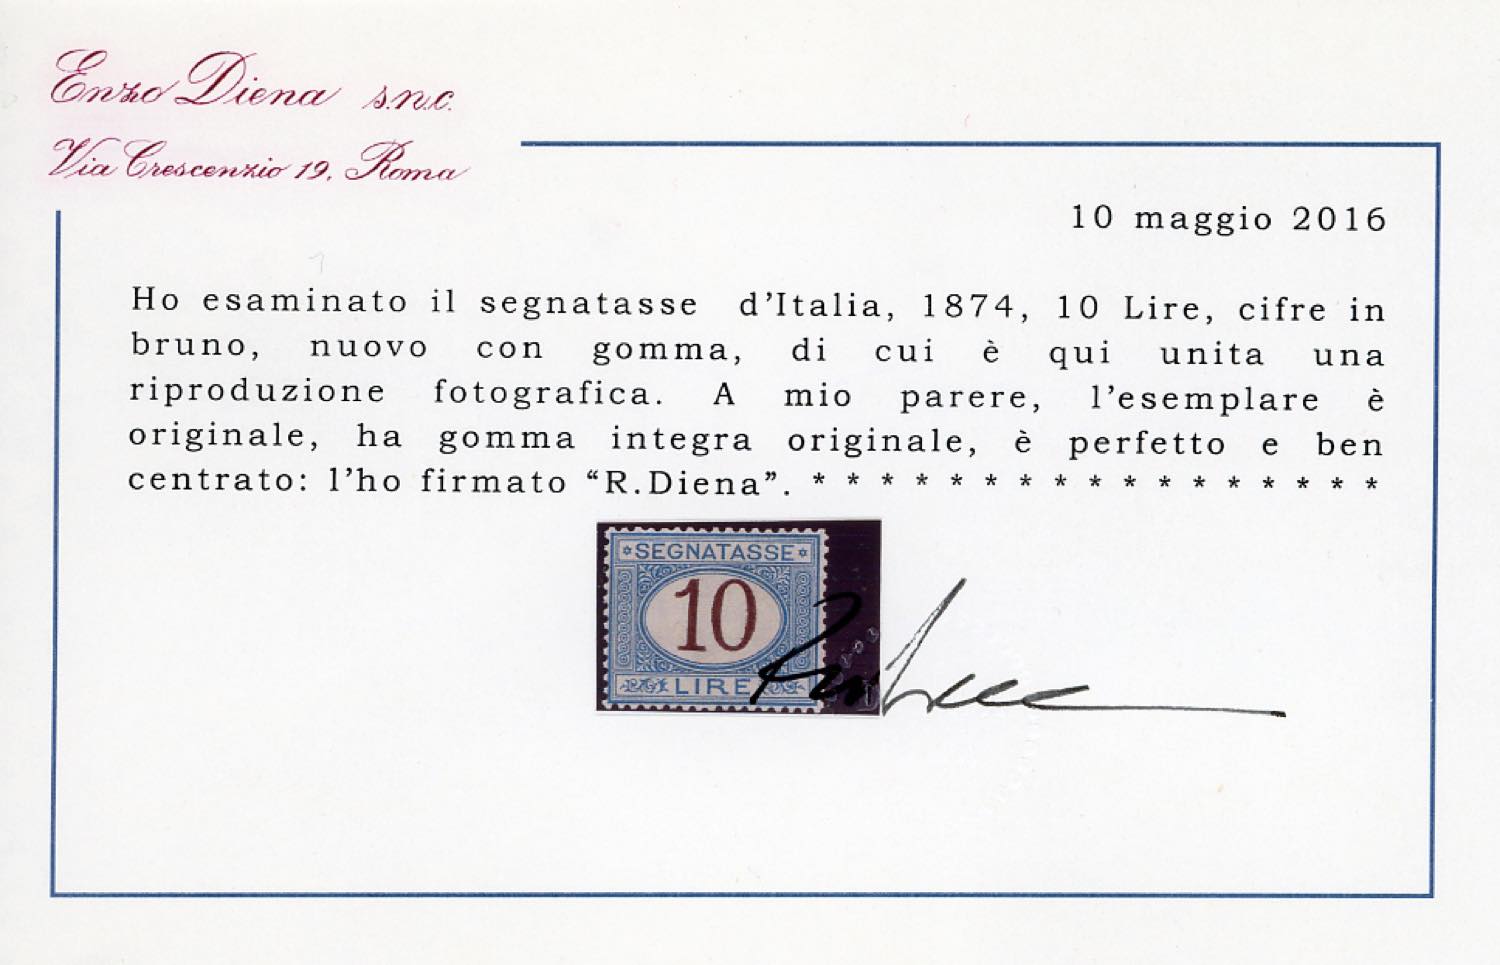 Enzo Diena s.n.c.
Via Crescenzio 19, Roma
10 maggio 2016
Ho esaminato il segnatasse d'Italia, 1874, 10 Lire, cifre in
bruno, nuovo con gomma, di cui è qui unita una
riproduzione fotografica. A mio parere, l'esemplare è
originale, ha gomma integra originale, è perfetto e ben
centrato: l'ho firmato “R.Diena”. * * * * * * * * * * * * * * * * *
*SEGNATASSE*
10
LIRE